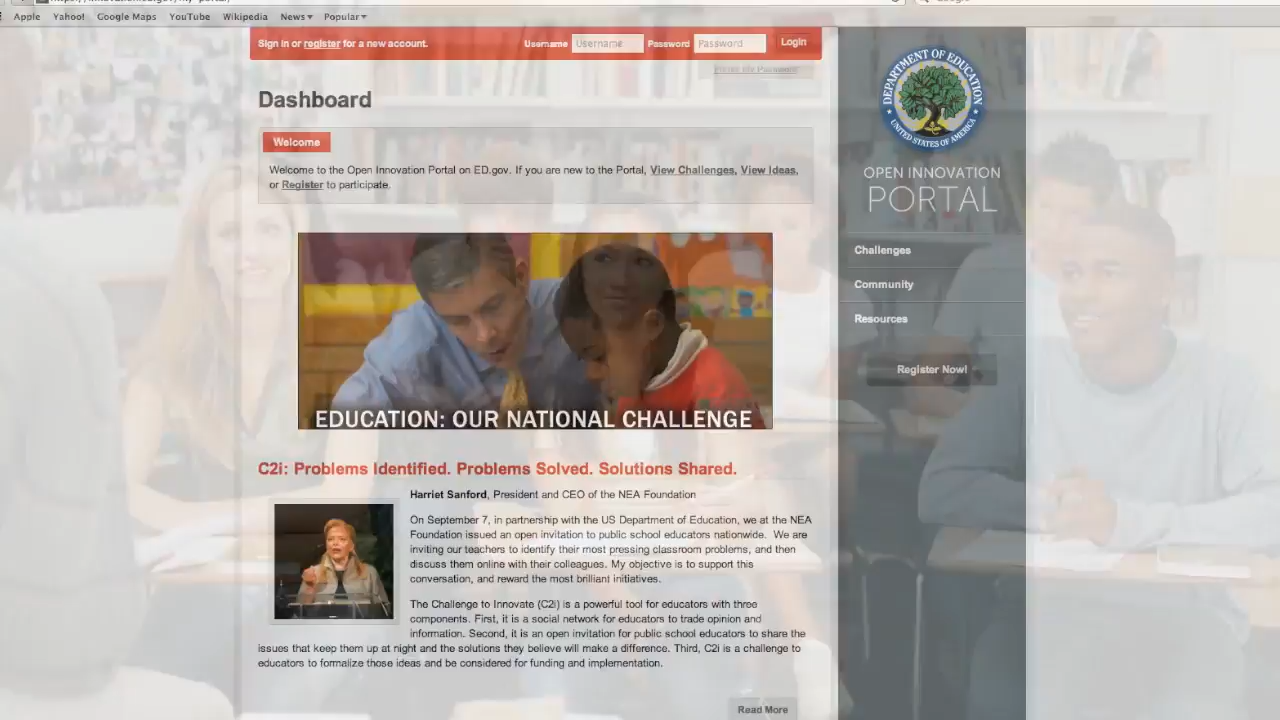 Apple Yahoo! Google Maps YouTube Wikipedia News Popular
Sign in or register for a new account. Username Username Password Password Login
Dashboard
Welcome
Welcome to the Open Innovation Portal on ED.gov. If you are new to the Portal, View Challenges, View Ideas,
or Register to participate.
EDUCATION: OUR NATIONAL CHALLENGE
C2i: Problems Identified. Problems Solved. Solutions Shared.
Harriet Sanford, President and CEO of the NEA Foundation
On September 7, in partnership with the US Department of Education, we at the NEA
Foundation issued an open invitation to public school educators nationwide. We are
inviting our teachers to identify their most pressing classroom problems, and then
discuss them online with their colleagues. My objective is to support this
conversation, and reward the most brilliant initiatives.
The Challenge to Innovate (C2i) is a powerful tool for educators with three
components. First, it is a social network for educators to trade opinion and
information. Second, it is an open invitation for public school educators to share the
issues that keep them up at night and the solutions they believe will make a difference. Third, C2i is a challenge to
educators to formalize those ideas and be considered for funding and implementation.
Read More
DEPARTMENT OF EDUCATION
UNITED STATES OF AMERICA
OPEN INNOVATION
PORTAL
Challenges
Community
Resources
Register Now!